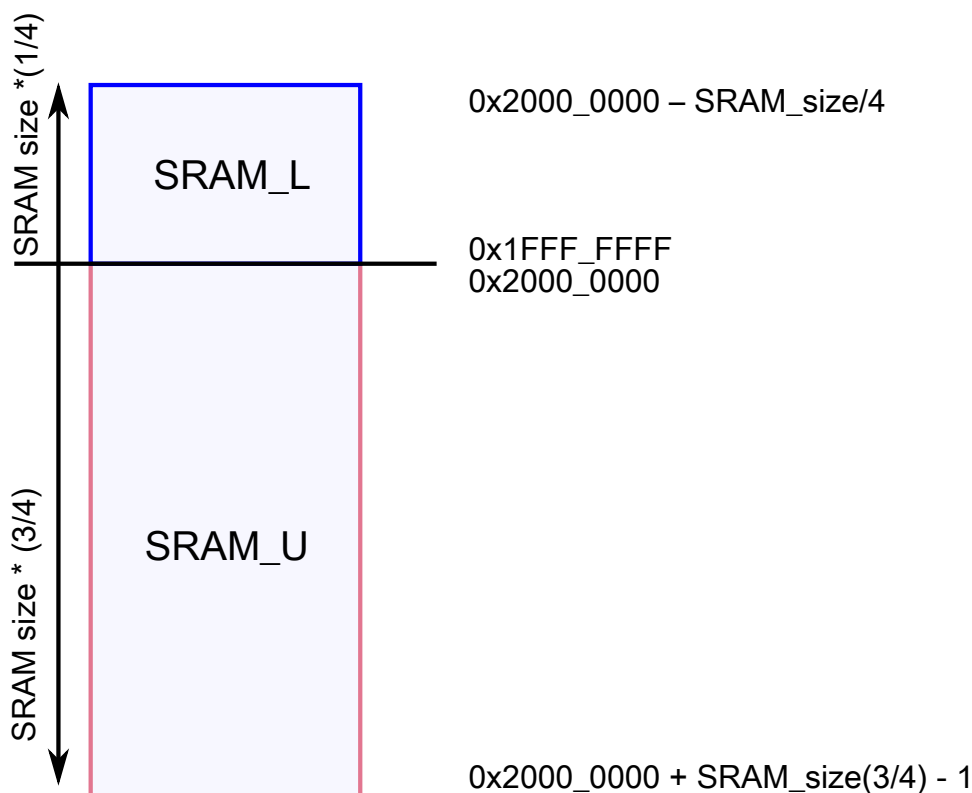 SRAM size *(1/4)
0x2000_0000 – SRAM_size/4
SRAM_L
0x1FFF_FFFF
0x2000_0000
SRAM size * (3/4)
SRAM_U
0x2000_0000 + SRAM_size(3/4) - 1